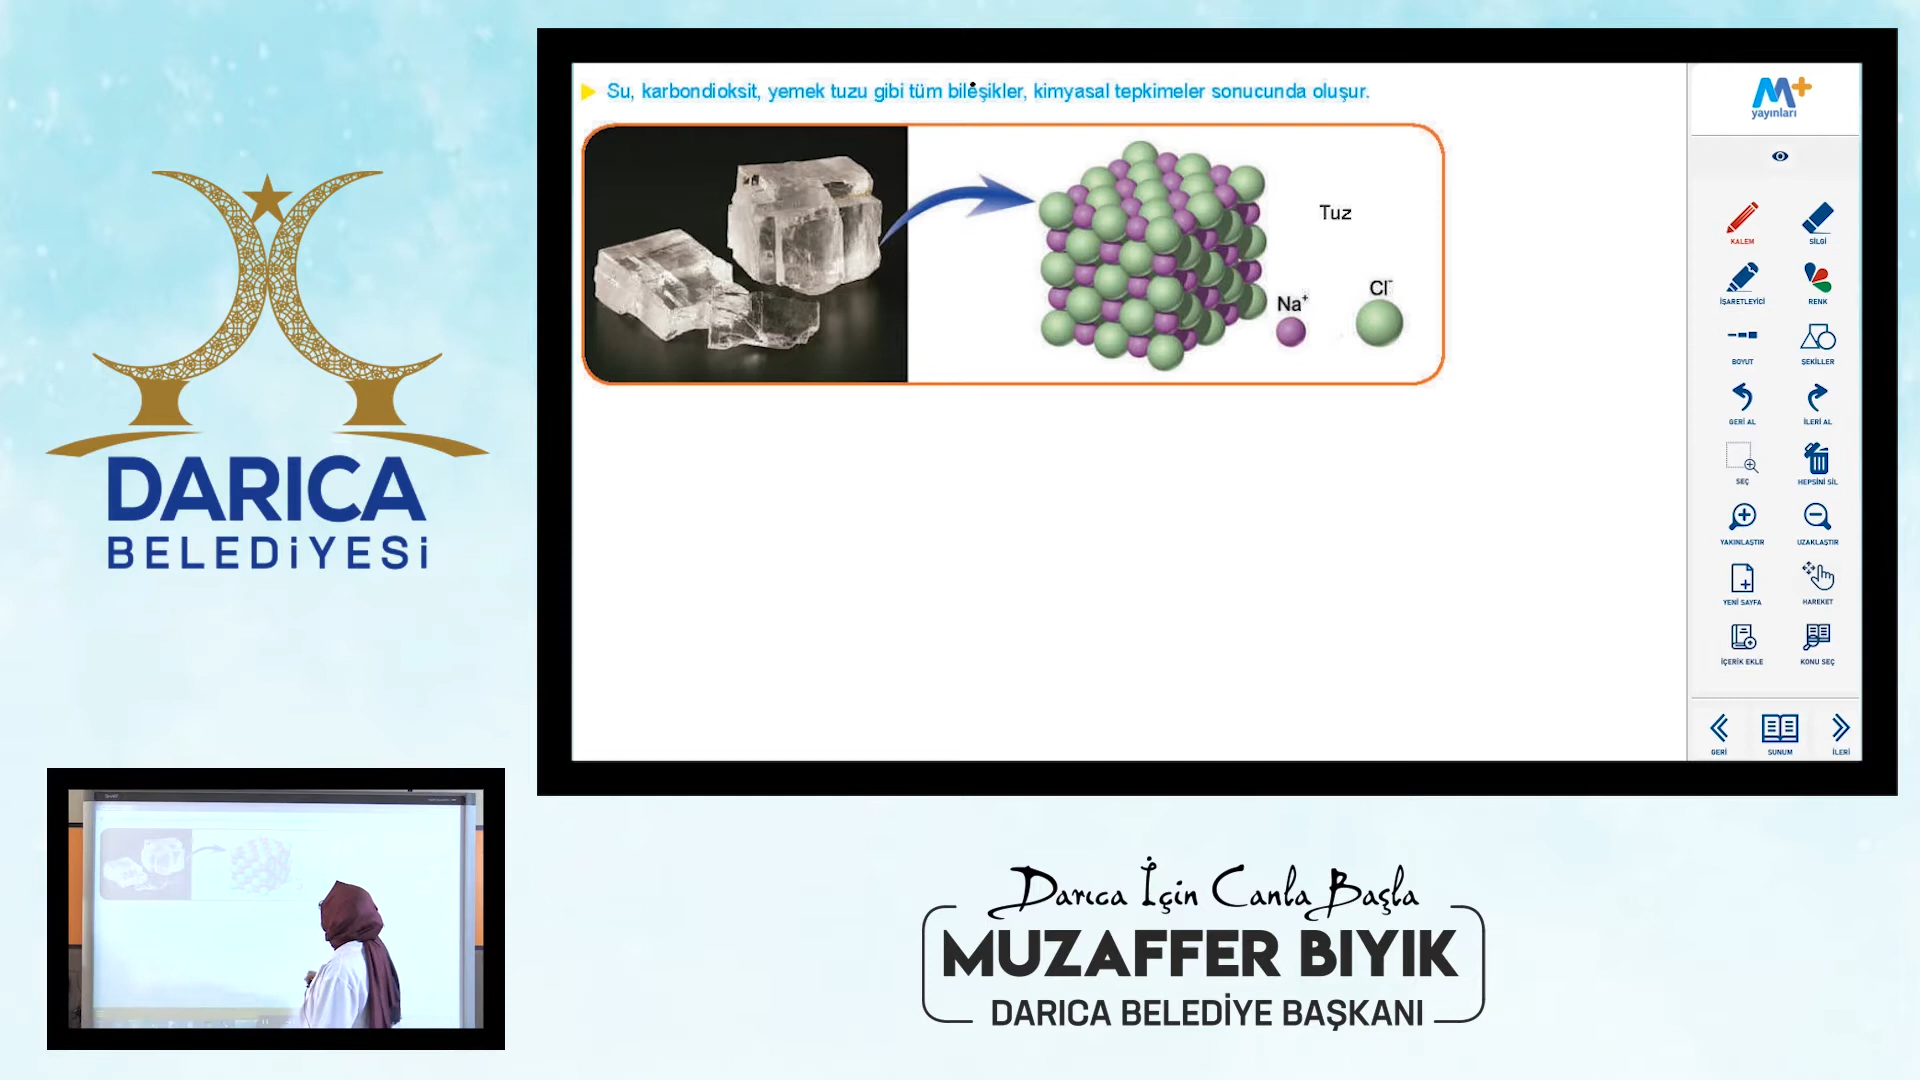 Su, karbondioksit, yemek tuzu gibi tüm bileşikler, kimyasal tepkimeler sonucunda oluşur.
Tuz
Na⁺
Cl⁻
M+
yayınları
KALEM
SİLGİ
İŞARETLEYİCİ
RENK
BOYUT
ŞEKİLLER
GERİ AL
İLERİ AL
SEÇ
HEPSİNİ SİL
YAKINLAŞTIR
UZAKLAŞTIR
YENİ SAYFA
HAREKET
İÇERİK EKLE
KONU SEÇ
GERİ
SUNUM
İLERİ
DARICA
BELEDİYESİ
Darıca İçin Canla Başla
MUZAFFER BIYIK
DARICA BELEDİYE BAŞKANI